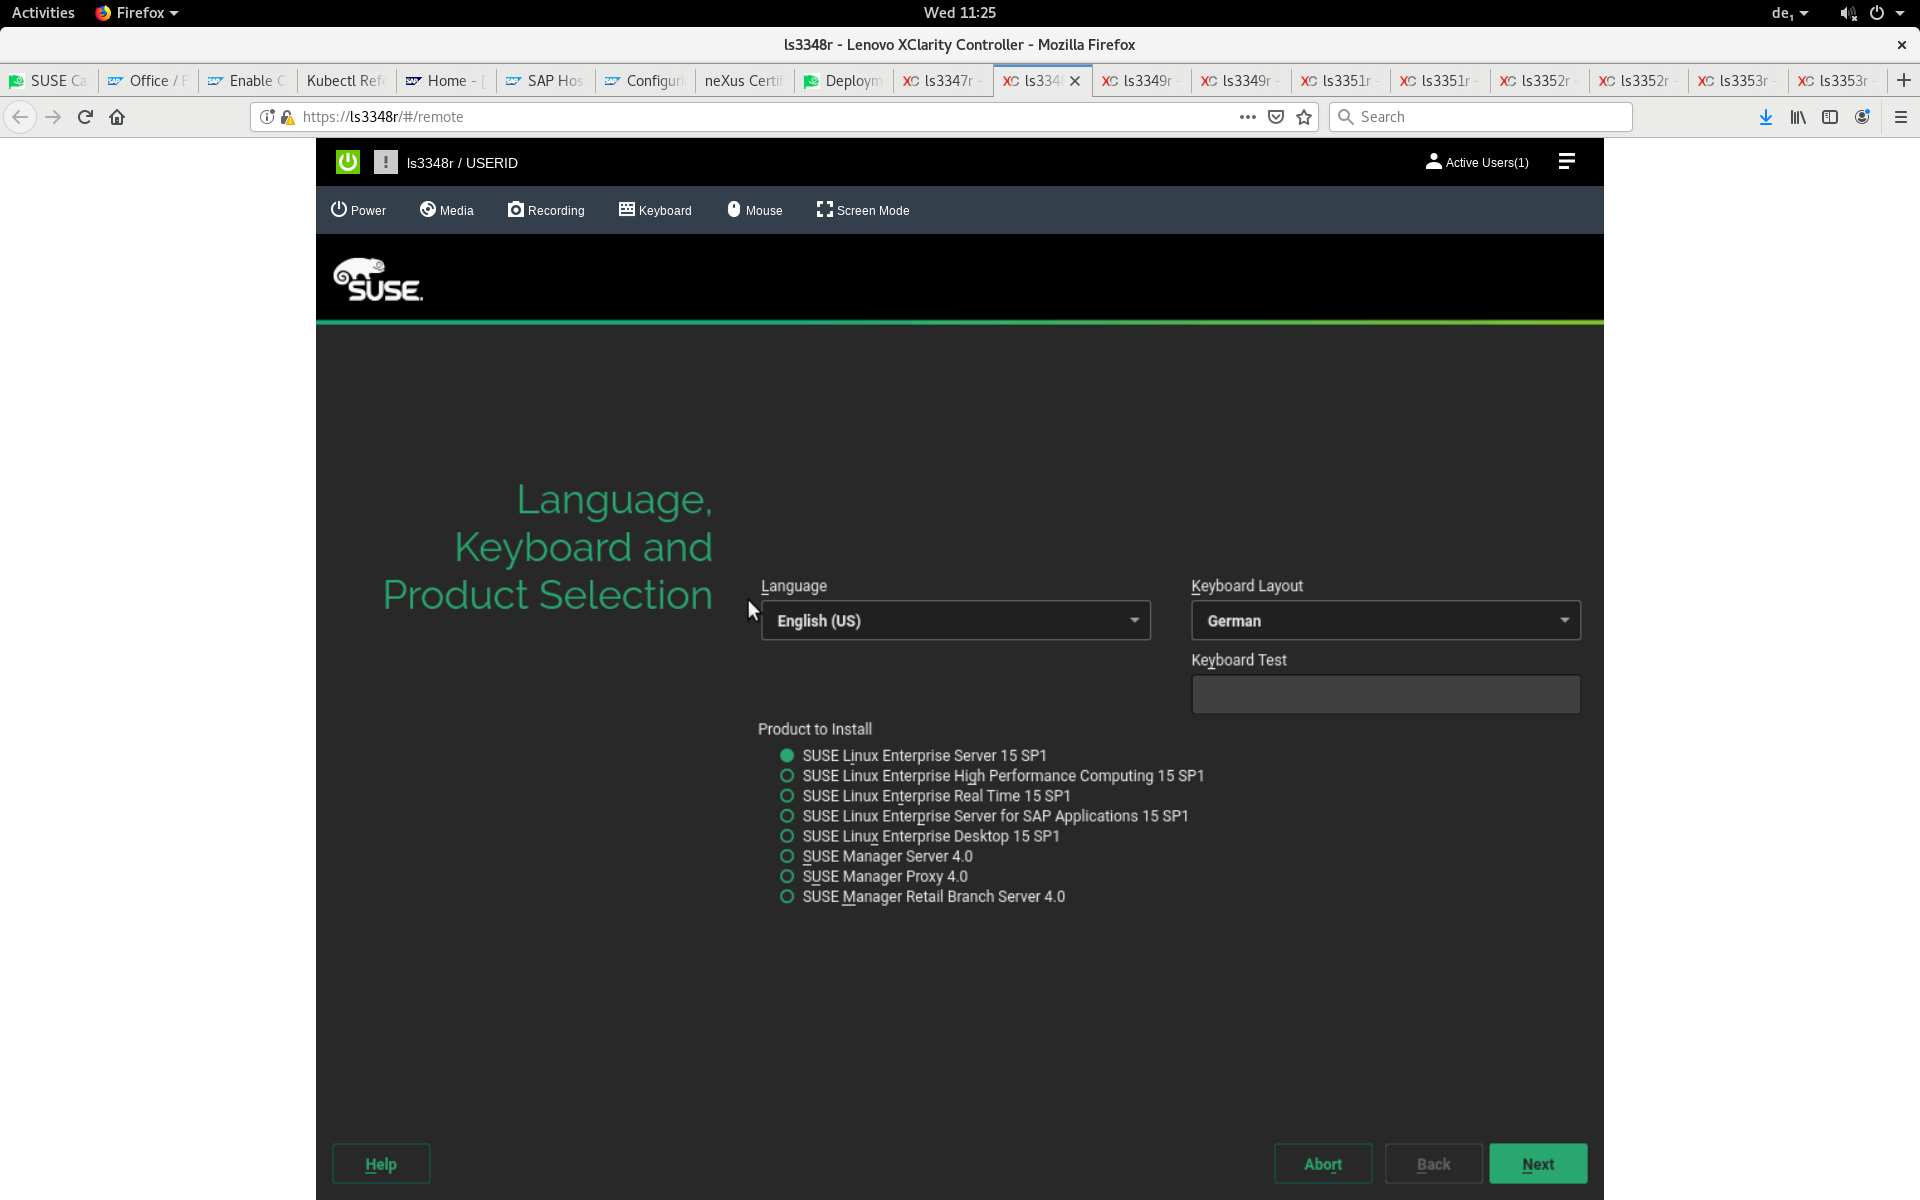 Activities Firefox Wed 11:25 de₁
ls3348r - Lenovo XClarity Controller - Mozilla Firefox
SUSE Ca Office / Enable C Kubectl Ref Home - SAP Hos Configuri neXus Certif Deploym ls3347r - ls334 ls3349r - ls3349r - ls3351r - ls3351r - ls3352r - ls3352r - ls3353r - ls3353r -
https://ls3348r/#/remote Search
ls3348r / USERID Active Users(1)
Power Media Recording Keyboard Mouse Screen Mode
SUSE
Language,
Keyboard and
Product Selection
Language Keyboard Layout
English (US) German
Keyboard Test
Product to Install
SUSE Linux Enterprise Server 15 SP1
SUSE Linux Enterprise High Performance Computing 15 SP1
SUSE Linux Enterprise Real Time 15 SP1
SUSE Linux Enterprise Server for SAP Applications 15 SP1
SUSE Linux Enterprise Desktop 15 SP1
SUSE Manager Server 4.0
SUSE Manager Proxy 4.0
SUSE Manager Retail Branch Server 4.0
Help Abort Back Next